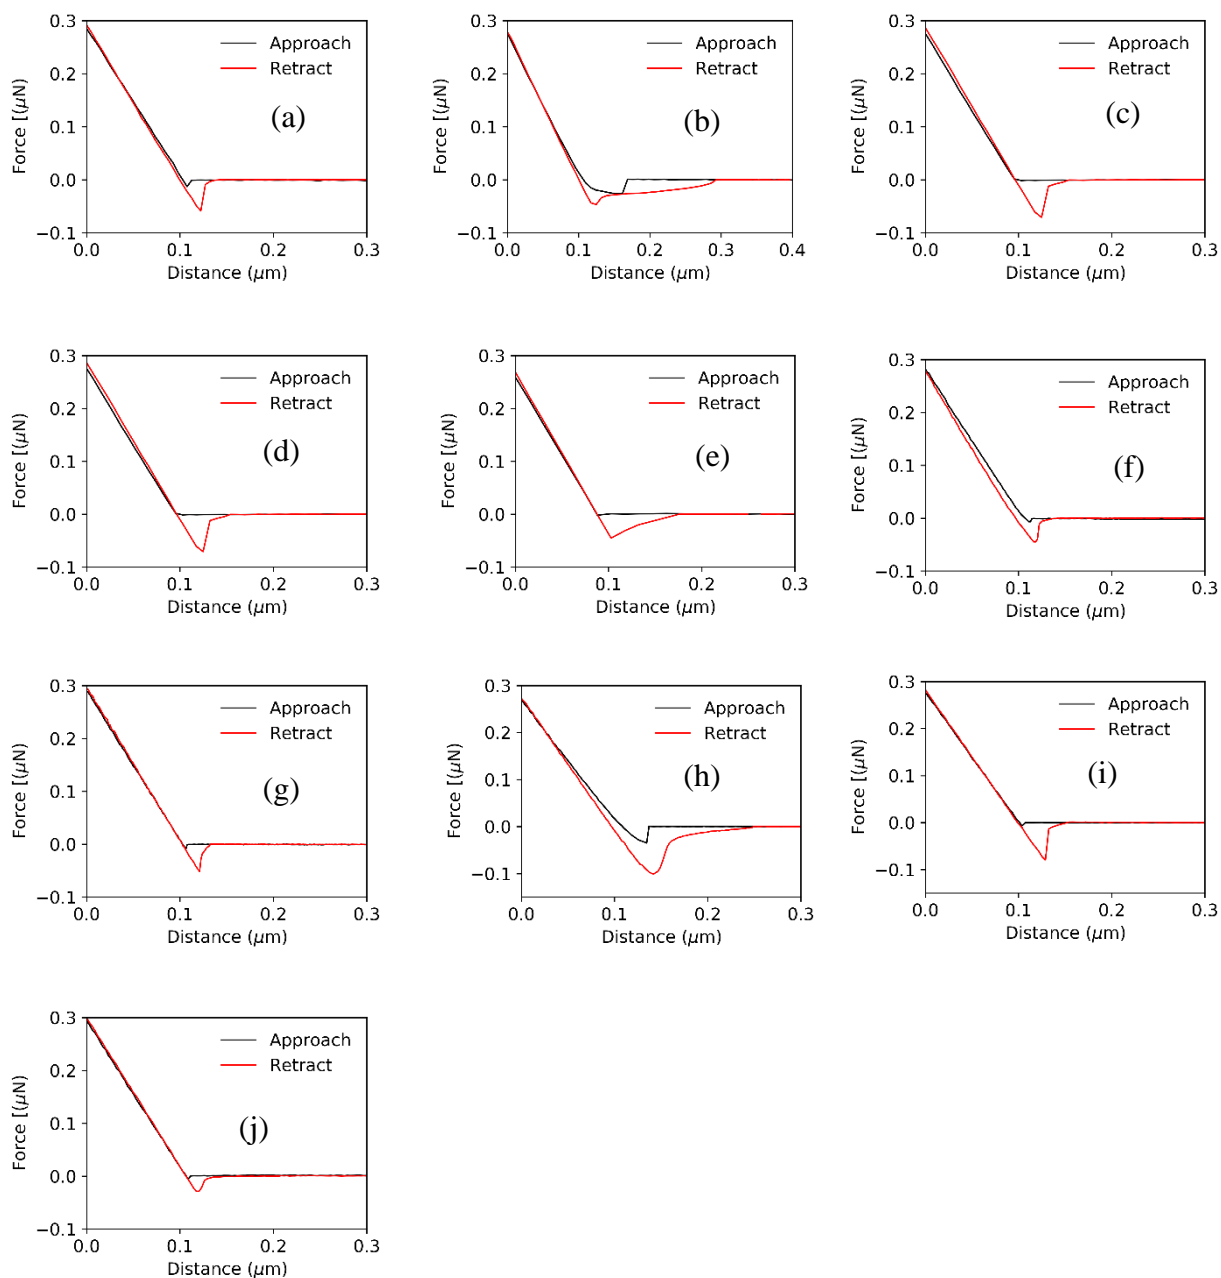 0.3
0.2
0.1
0.0
−0.1
Force [(μN)
Approach
Retract
(a)
0.0 0.1 0.2 0.3
Distance (μm)
0.3
0.2
0.1
0.0
−0.1
Force [(μN)
Approach
Retract
(b)
0.0 0.1 0.2 0.3 0.4
Distance (μm)
0.3
0.2
0.1
0.0
−0.1
Force [(μN)
Approach
Retract
(c)
0.0 0.1 0.2 0.3
Distance (μm)
0.3
0.2
0.1
0.0
−0.1
Force [(μN)
Approach
Retract
(d)
0.0 0.1 0.2 0.3
Distance (μm)
0.3
0.2
0.1
0.0
−0.1
Force [(μN)
Approach
Retract
(e)
0.0 0.1 0.2 0.3
Distance (μm)
0.3
0.2
0.1
0.0
−0.1
Force [(μN)
Approach
Retract
(f)
0.0 0.1 0.2 0.3
Distance (μm)
0.3
0.2
0.1
0.0
−0.1
Force [(μN)
Approach
Retract
(g)
0.0 0.1 0.2 0.3
Distance (μm)
0.3
0.2
0.1
0.0
−0.1
Force [(μN)
Approach
Retract
(h)
0.0 0.1 0.2 0.3
Distance (μm)
0.3
0.2
0.1
0.0
−0.1
Force [(μN)
Approach
Retract
(i)
0.0 0.1 0.2 0.3
Distance (μm)
0.3
0.2
0.1
0.0
−0.1
Force [(μN)
Approach
Retract
(j)
0.0 0.1 0.2 0.3
Distance (μm)